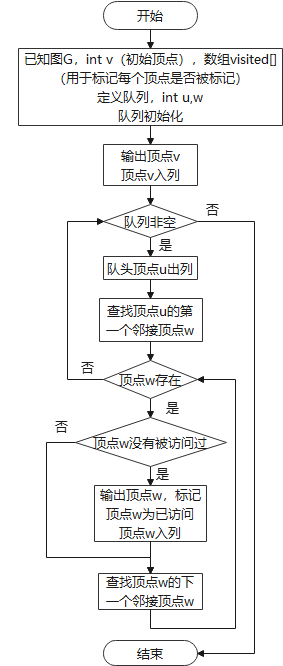 开始
已知图G，int v（初始顶点）, 数组visited[]
（用于标记每个顶点是否被标记）
定义队列，int u,w
队列初始化
输出顶点v
顶点v入列
队列非空
否
是
队头顶点u出列
查找顶点u的第
一个邻接顶点w
否
顶点w存在
是
否
顶点w没有被访问过
是
输出顶点w，标记
顶点w为已访问
顶点w入列
查找顶点w的下
一个邻接顶点w
结束